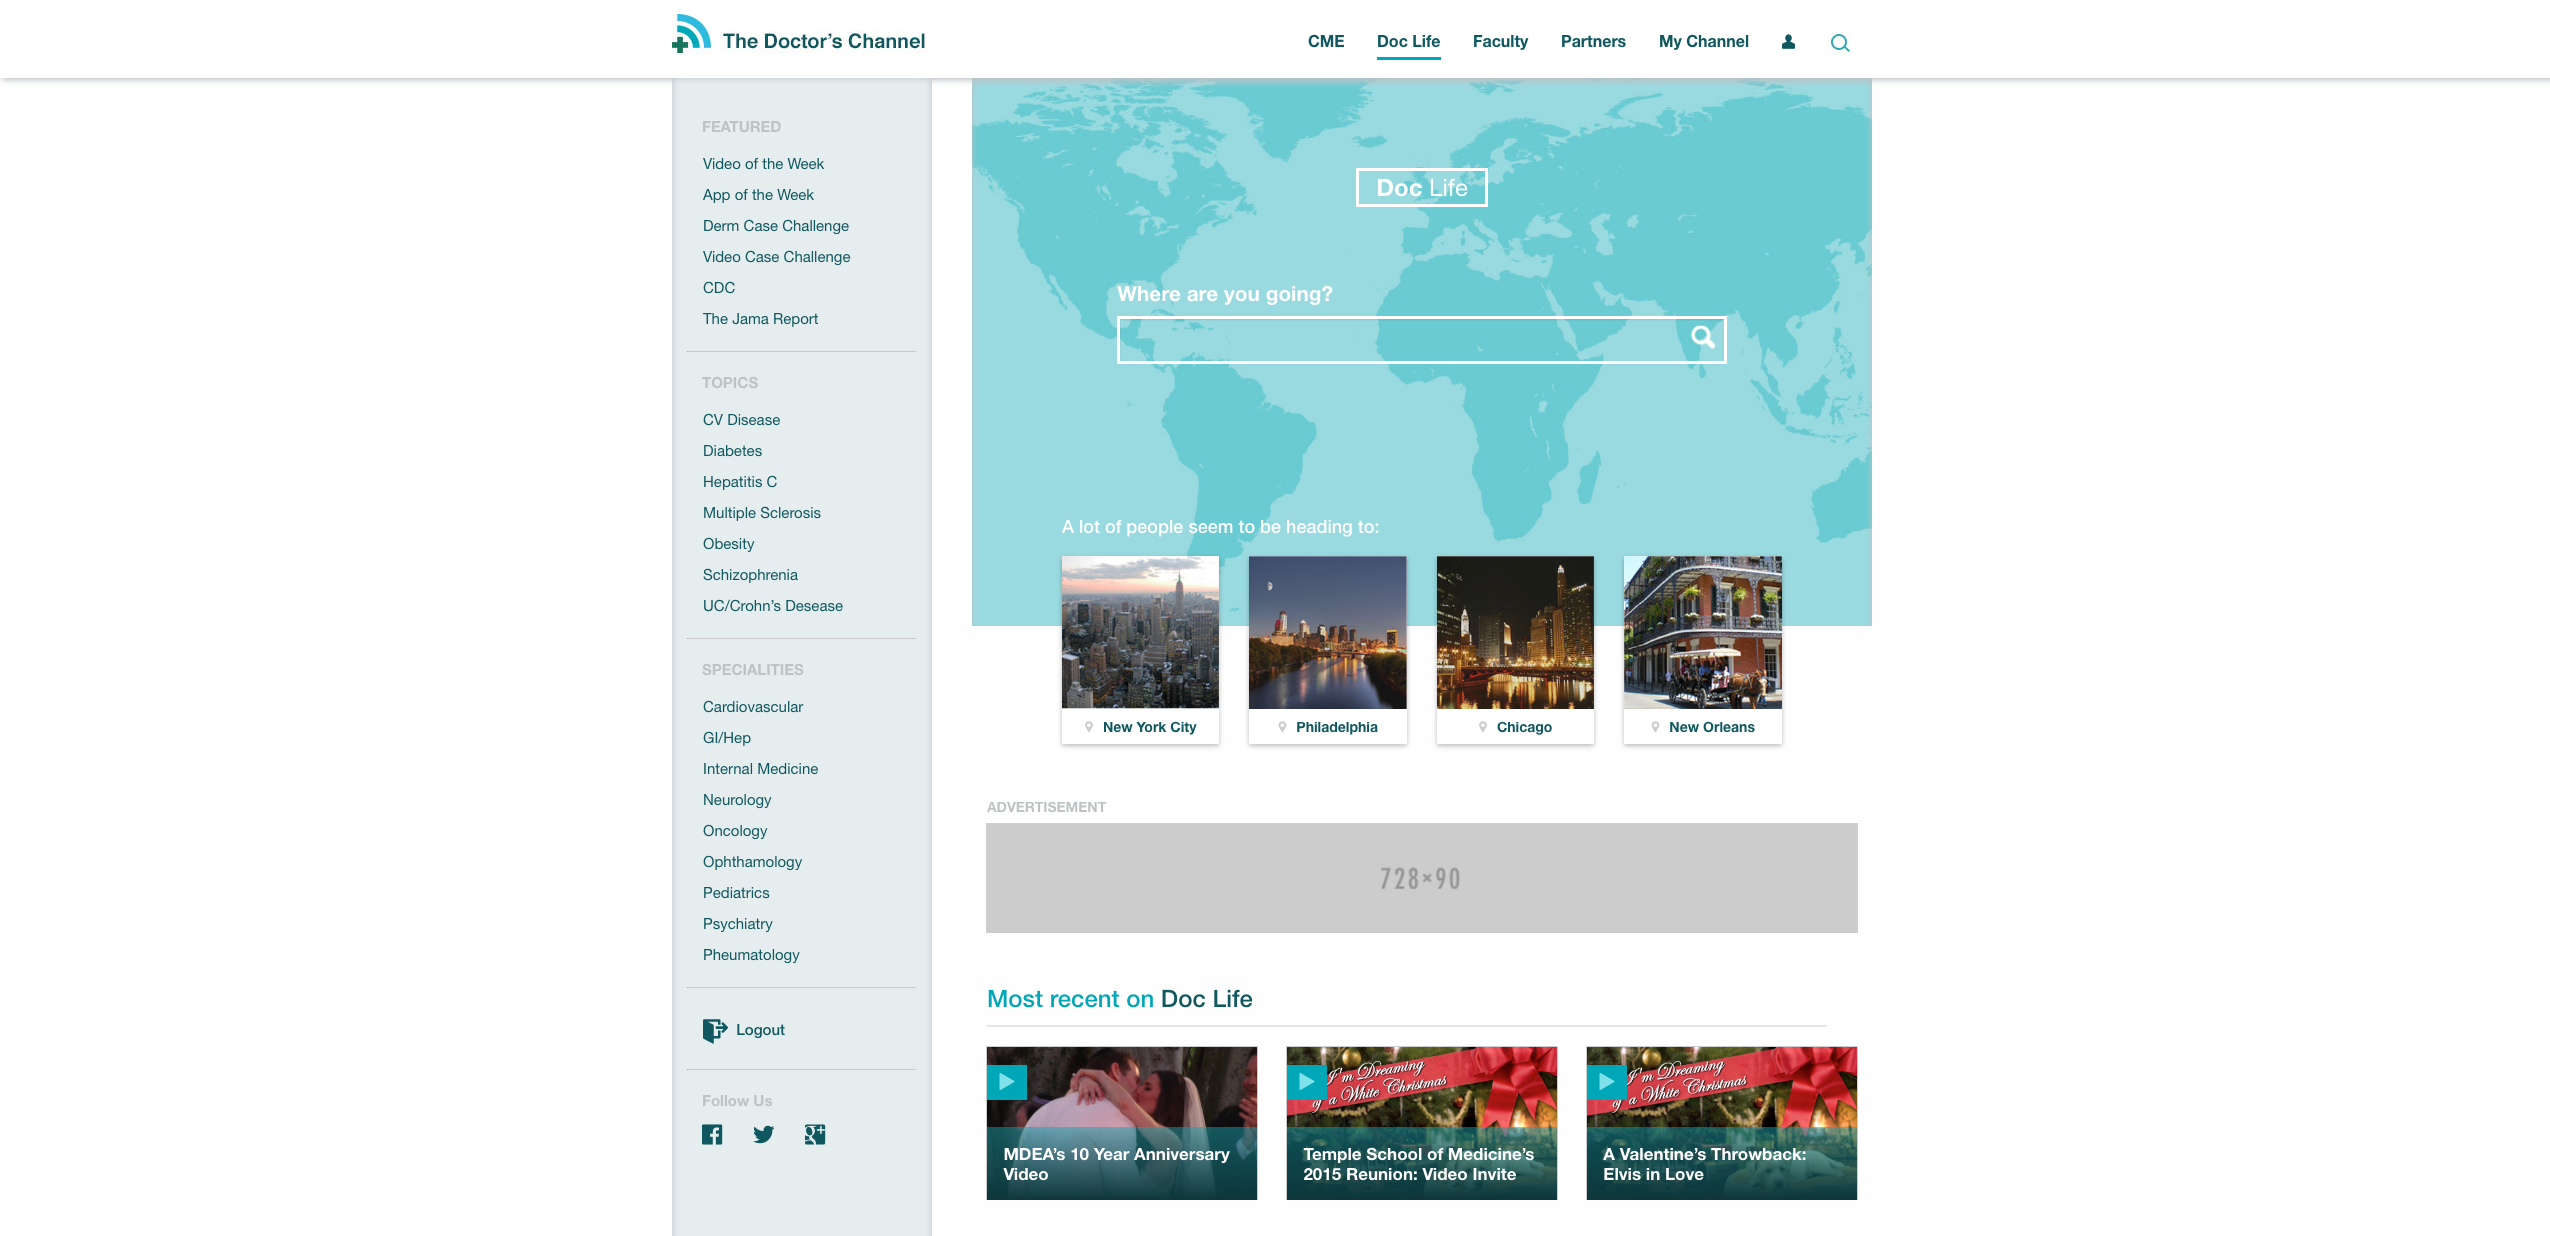 The Doctor’s Channel
CME
Doc Life
Faculty
Partners
My Channel
FEATURED
Video of the Week
App of the Week
Derm Case Challenge
Video Case Challenge
CDC
The Jama Report
TOPICS
CV Disease
Diabetes
Hepatitis C
Multiple Sclerosis
Obesity
Schizophrenia
UC/Crohn’s Desease
SPECIALITIES
Cardiovascular
GI/Hep
Internal Medicine
Neurology
Oncology
Ophthamology
Pediatrics
Psychiatry
Pheumatology
Logout
Follow Us
Doc Life
Where are you going?
A lot of people seem to be heading to:
New York City
Philadelphia
Chicago
New Orleans
ADVERTISEMENT
728×90
Most recent on Doc Life
MDEA’s 10 Year Anniversary
Video
I'm Dreaming
of a White Christmas
Temple School of Medicine’s
2015 Reunion: Video Invite
I'm Dreaming
of a White Christmas
A Valentine’s Throwback:
Elvis in Love